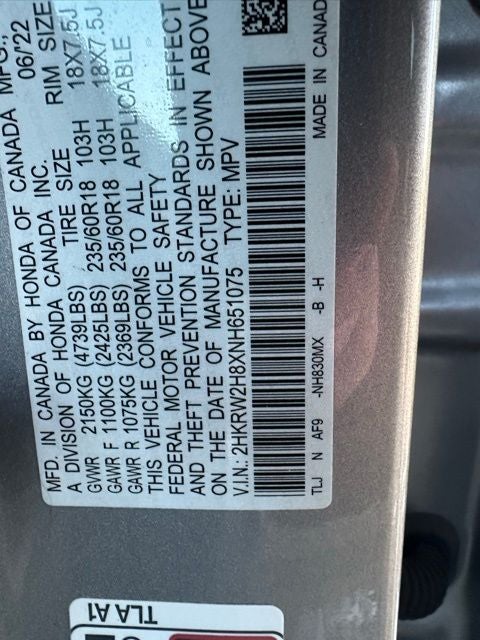 MFD. IN CANADA BY HONDA OF CANADA MFG.,
A DIVISION OF HONDA CANADA INC. 06/'22
TIRE SIZE RIM SIZE
GVWR 2150KG (4739LBS)
GAWR F 1100KG (2425LBS) 235/60R18 103H 18X7.5J
GAWR R 1075KG (2369LBS) 235/60R18 103H 18X7.5J
THIS VEHICLE CONFORMS TO ALL APPLICABLE
FEDERAL MOTOR VEHICLE SAFETY
AND THEFT PREVENTION STANDARDS IN EFFECT
ON THE DATE OF MANUFACTURE SHOWN ABOVE
V.I.N.: 2HKRW2H8XNH651075 TYPE: MPV
TLJ N AF9 -NH830MX -B -H MADE IN CANADA
TLA A1